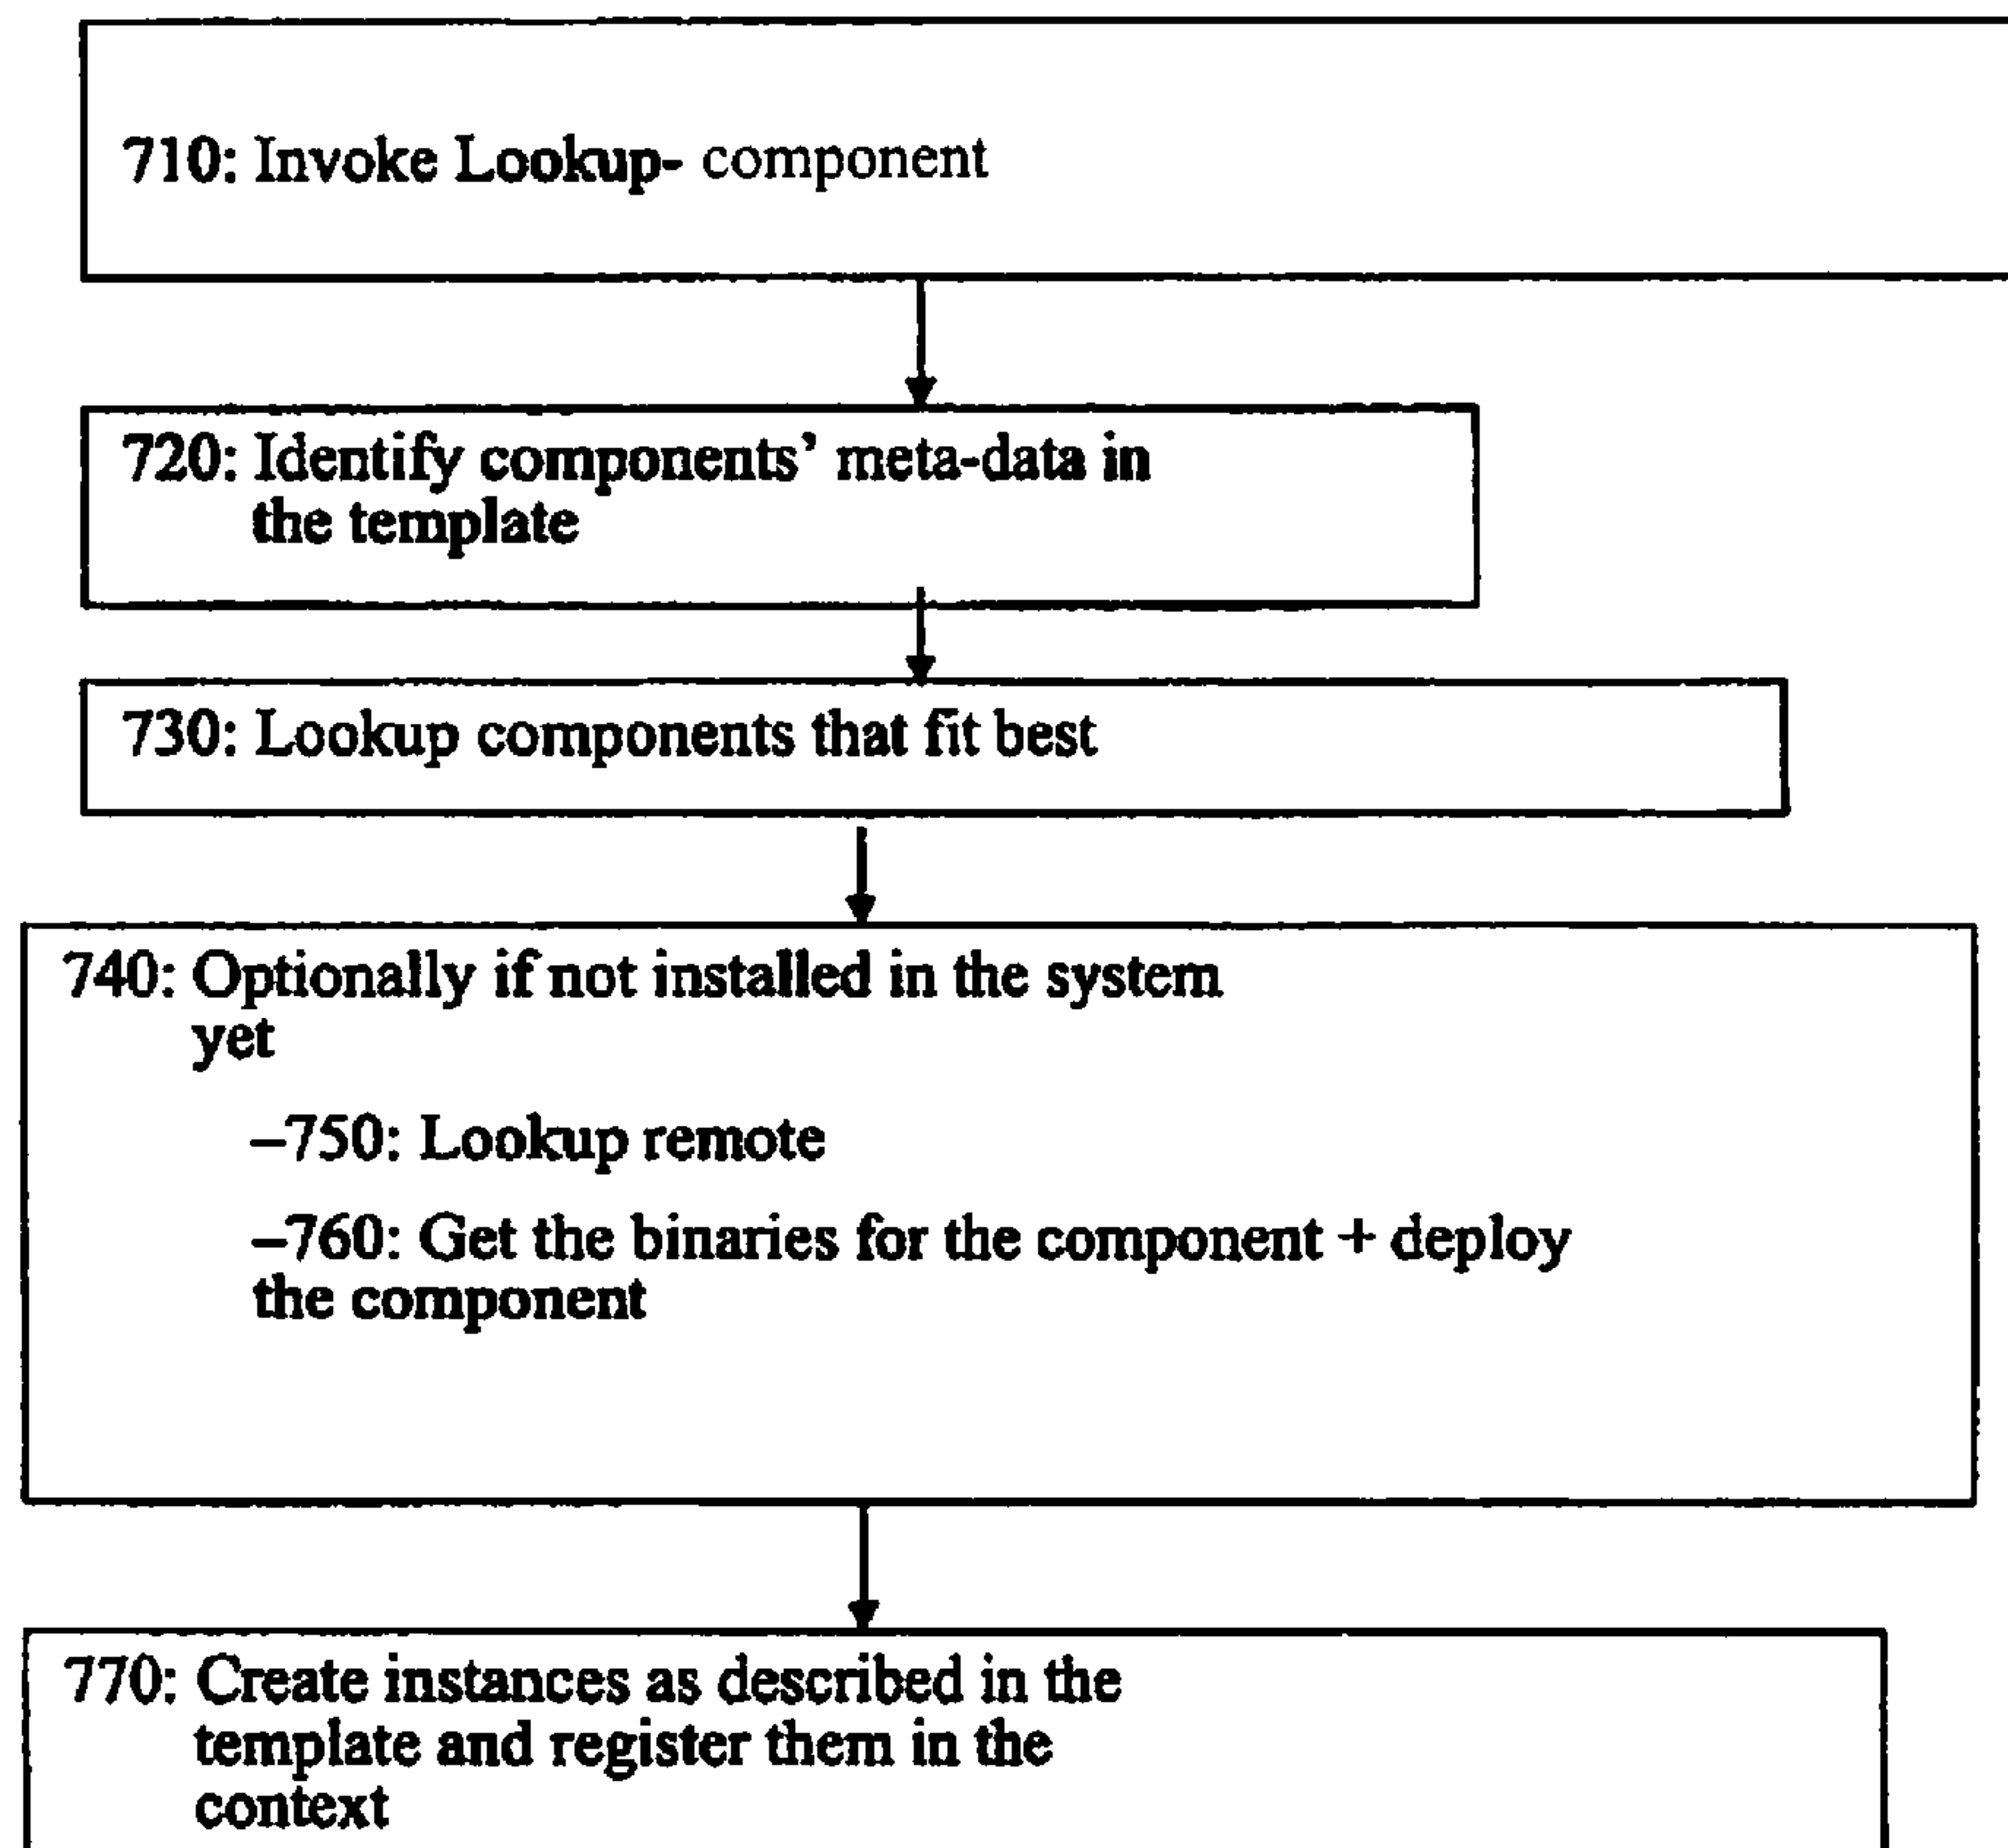 710: Invoke Lookup- component
720: Identify components’ meta-data in
the template
730: Lookup components that fit best
740: Optionally if not installed in the system
yet
–750: Lookup remote
–760: Get the binaries for the component + deploy
the component
770: Create instances as described in the
template and register them in the
context